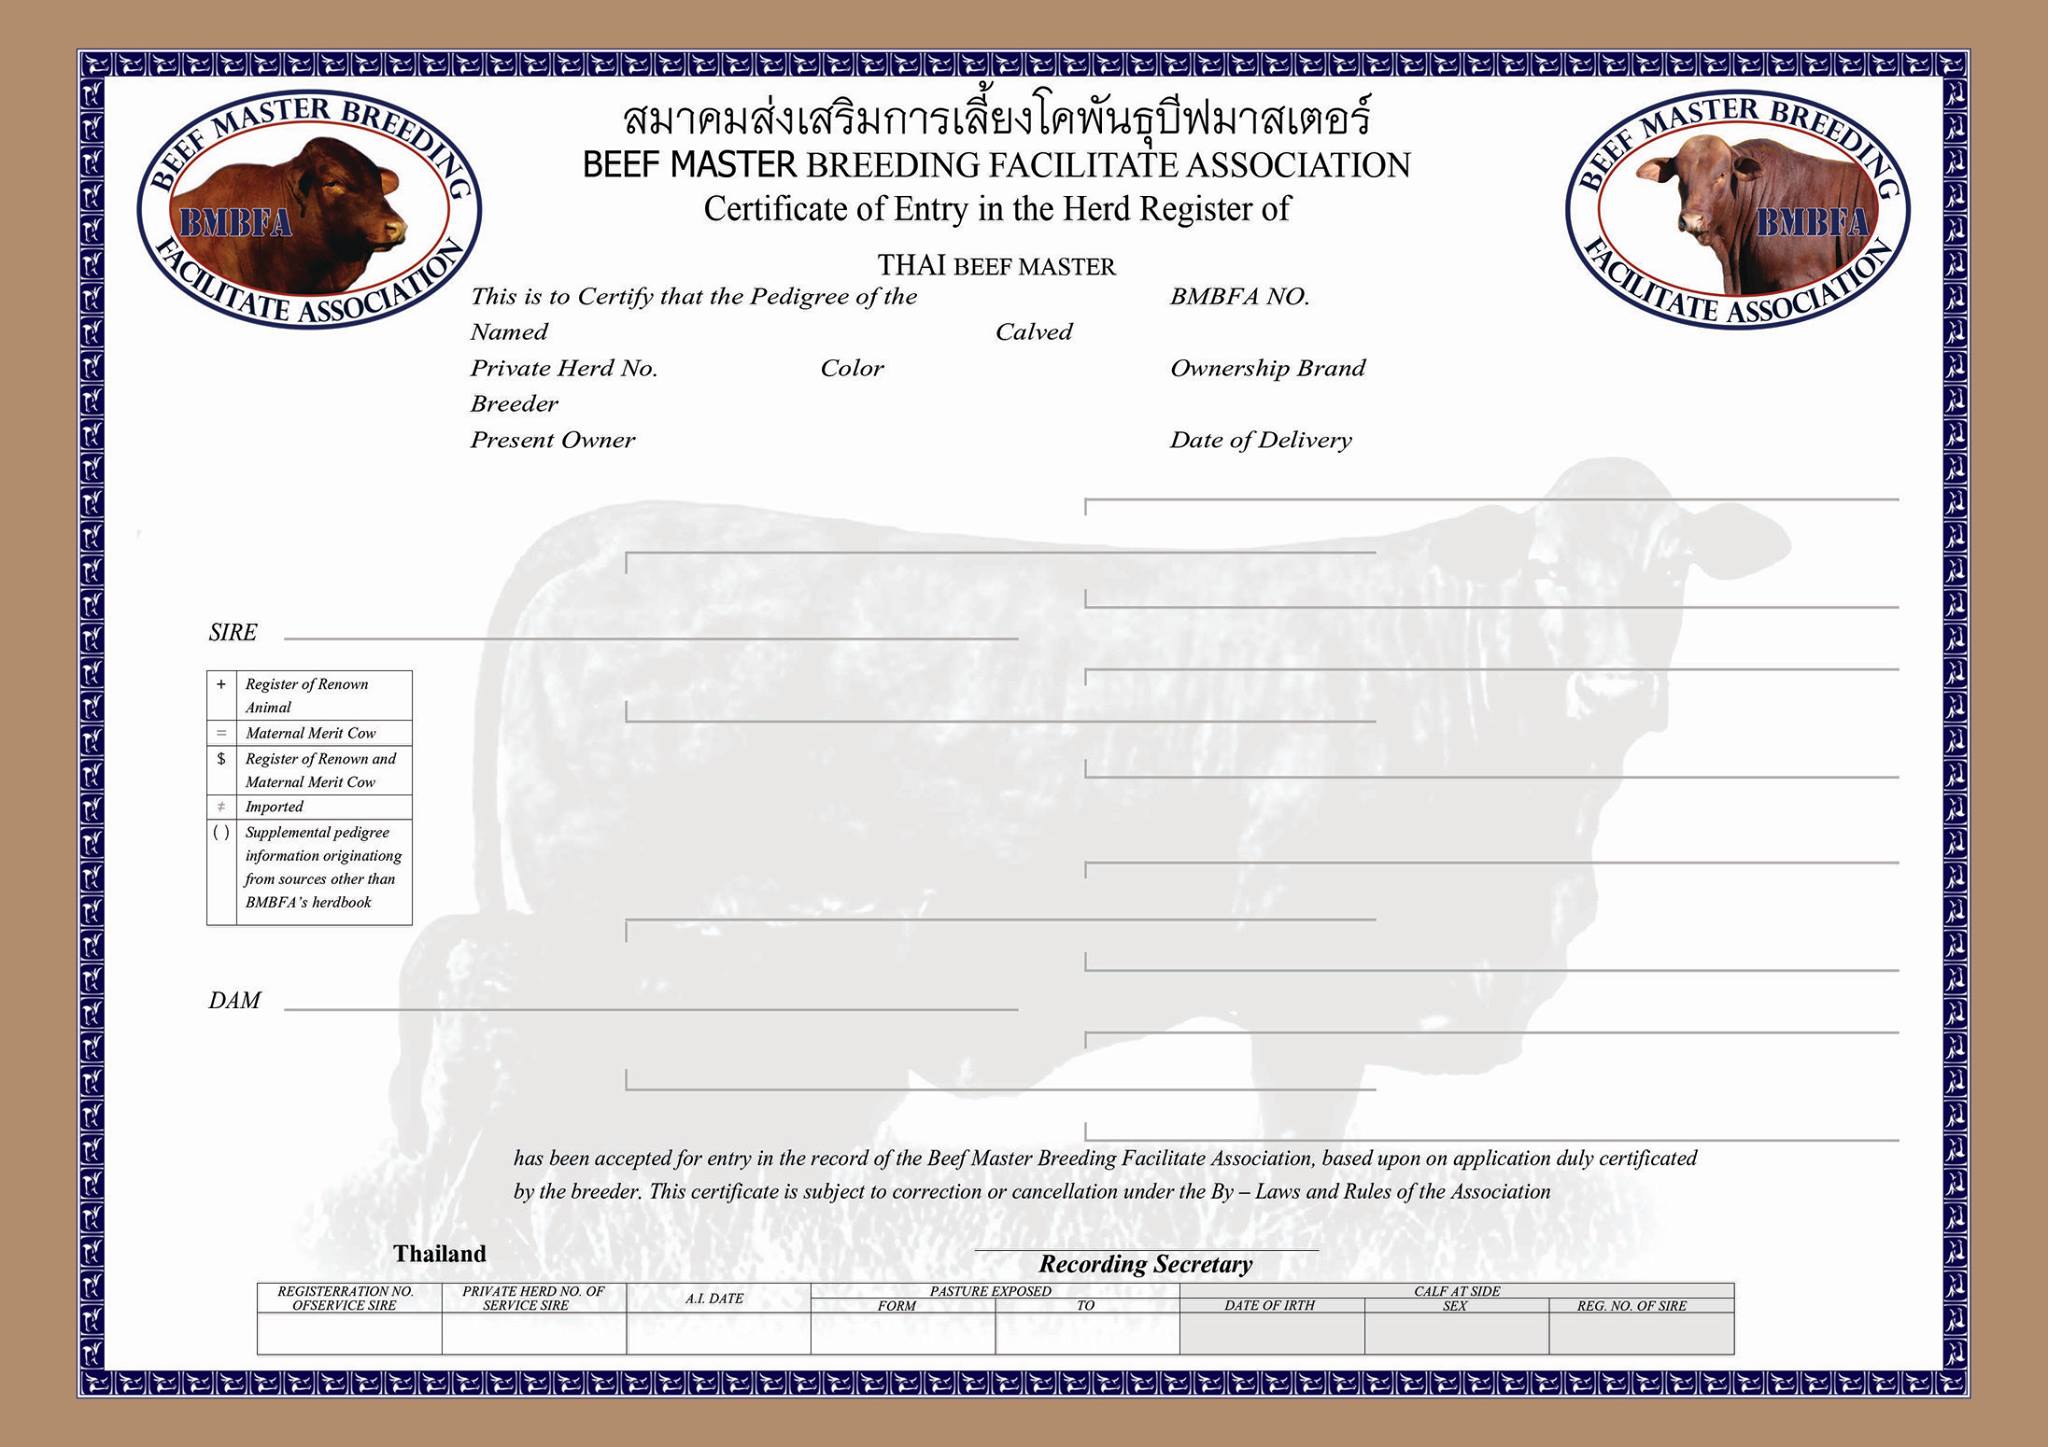 BEEF MASTER BREEDING
BMBFA
FACILITATE ASSOCIATION
สมาคมส่งเสริมการเลี้ยงโคพันธุบีฟมาสเตอร์
BEEF MASTER BREEDING FACILITATE ASSOCIATION
Certificate of Entry in the Herd Register of
THAI BEEF MASTER
BEEF MASTER BREEDING
BMBFA
FACILITATE ASSOCIATION
This is to Certify that the Pedigree of the BMBFA NO.
Named Calved
Private Herd No. Color Ownership Brand
Breeder
Present Owner Date of Delivery
SIRE
+ Register of Renown
Animal
= Maternal Merit Cow
$ Register of Renown and
Maternal Merit Cow
≠ Imported
( ) Supplemental pedigree
information originationg
from sources other than
BMBFA's herdbook
DAM
has been accepted for entry in the record of the Beef Master Breeding Facilitate Association, based upon on application duly certificated
by the breeder. This certificate is subject to correction or cancellation under the By – Laws and Rules of the Association
Thailand
Recording Secretary
REGISTERRATION NO.
OFSERVICE SIRE
PRIVATE HERD NO. OF
SERVICE SIRE
A.I. DATE
PASTURE EXPOSED
FORM TO
CALF AT SIDE
DATE OF IRTH SEX REG. NO. OF SIRE